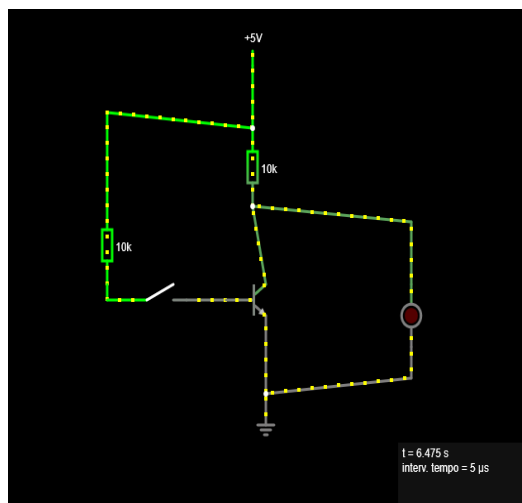 +5V
10k
10k
t = 6.475 s
interv. tempo = 5 µs